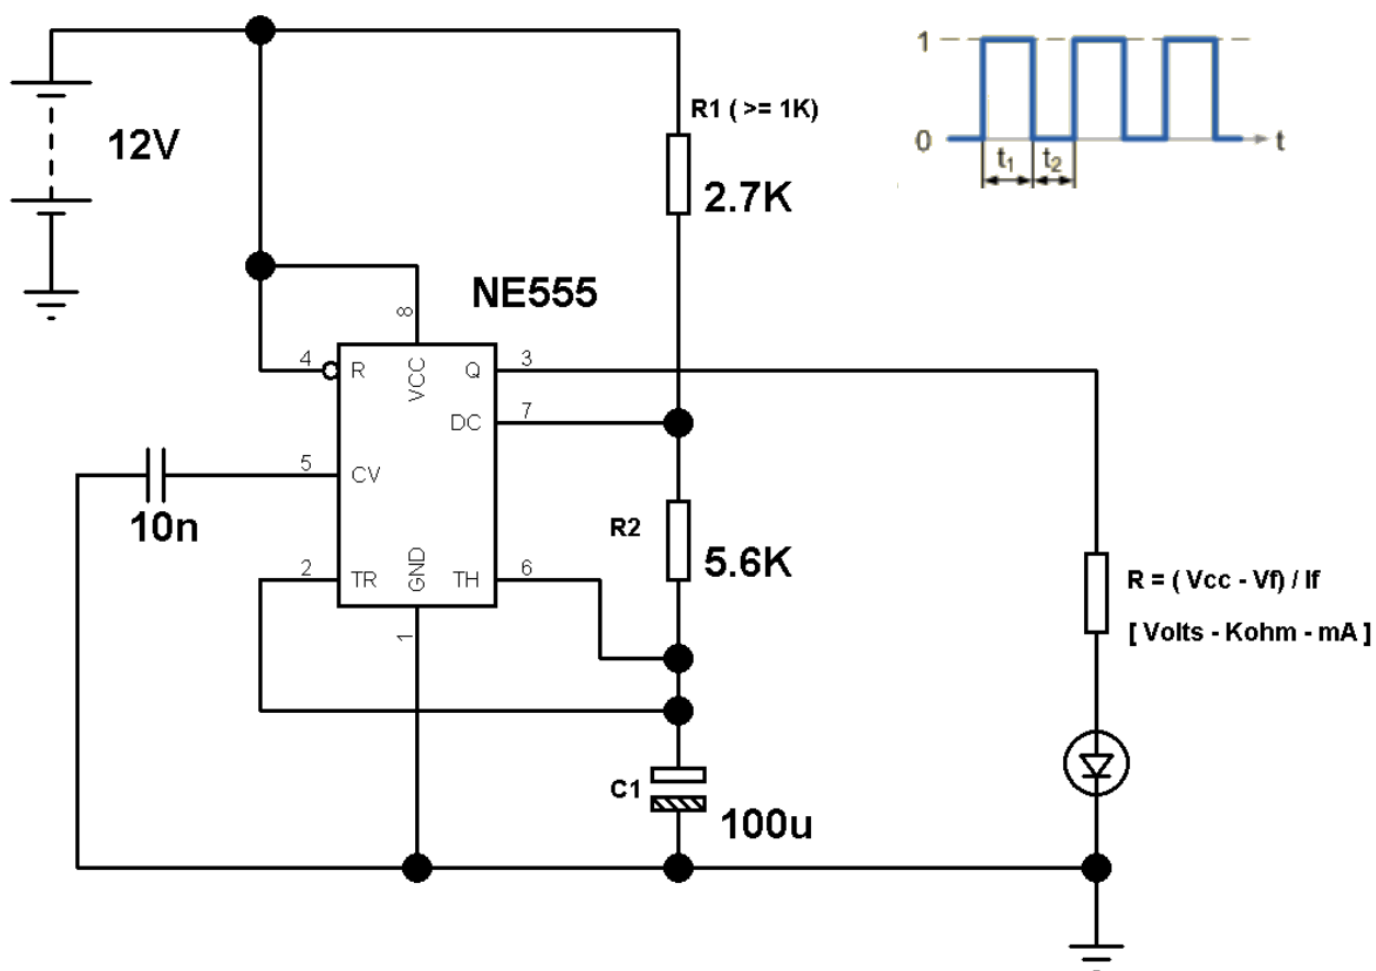 1
0
t
t1
t2
R1 ( >= 1K)
12V
2.7K
NE555
8
4
R
VCC
Q
3
DC
7
5
CV
10n
R2
5.6K
2
TR
GND
TH
6
1
R = ( Vcc - Vf) / If
[ Volts - Kohm - mA ]
C1
100u